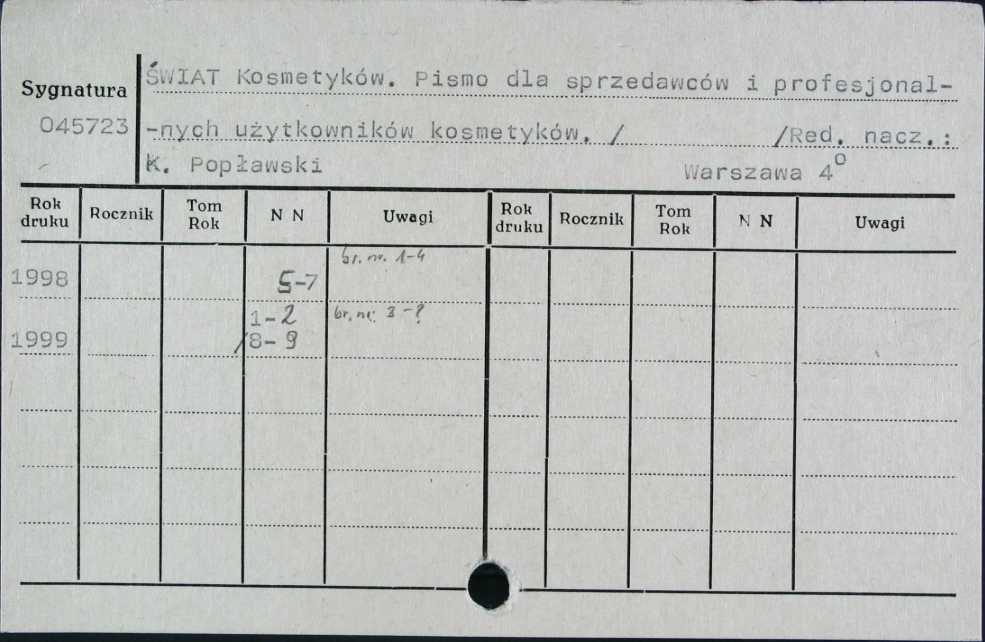 Sygnatura
045723
ŚWIAT Kosmetyków. Pismo dla sprzedawców i profesjonal-
-nych użytkowników kosmetyków. / /Red. nacz.:
K. Popławski Warszawa 4°
Rok druku Rocznik Tom Rok N N Uwagi Rok druku Rocznik Tom Rok N N Uwagi
br. nr. 1-4
1998 5-7
1-2 br. nr. 3-?
1999 /8-9